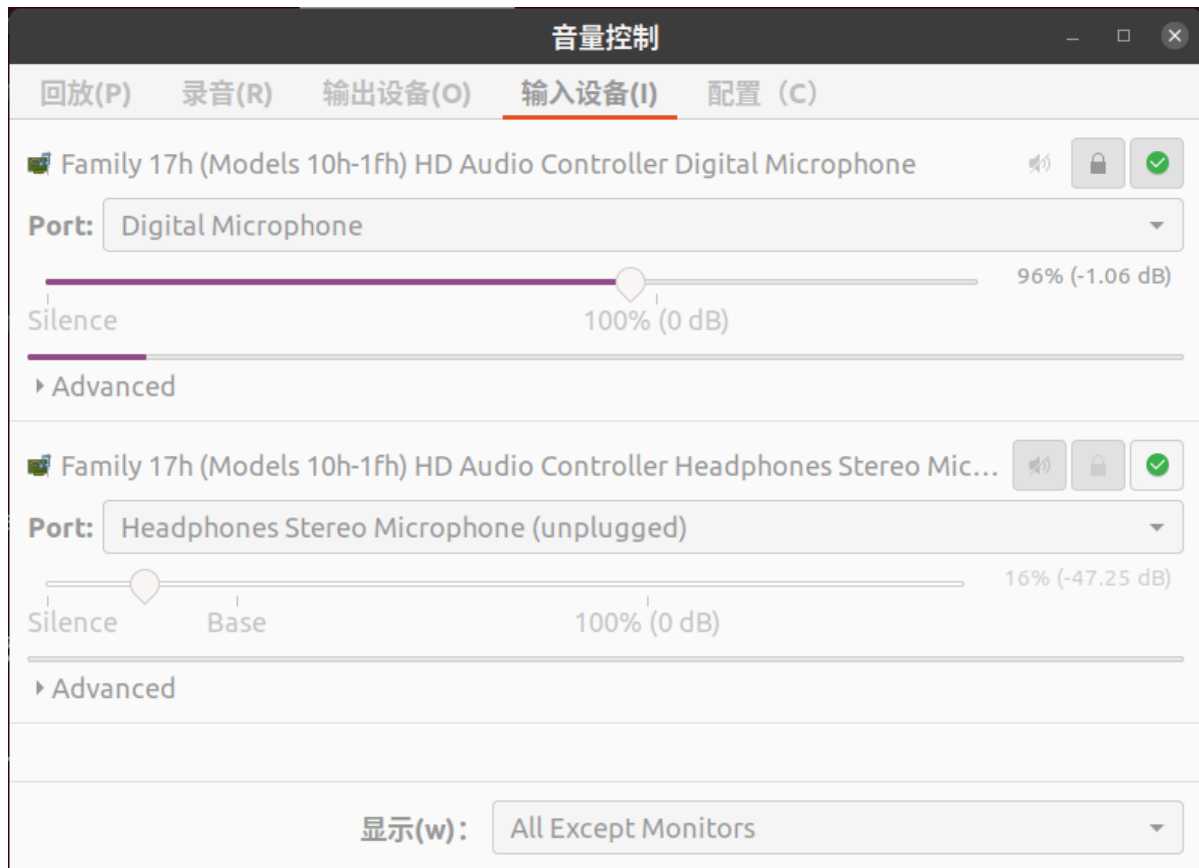 音量控制
回放(P) 录音(R) 输出设备(O) 输入设备(I) 配置（C）
Family 17h (Models 10h-1fh) HD Audio Controller Digital Microphone
Port: Digital Microphone
96% (-1.06 dB)
Silence 100% (0 dB)
Advanced
Family 17h (Models 10h-1fh) HD Audio Controller Headphones Stereo Mic…
Port: Headphones Stereo Microphone (unplugged)
16% (-47.25 dB)
Silence Base 100% (0 dB)
Advanced
显示(w)： All Except Monitors